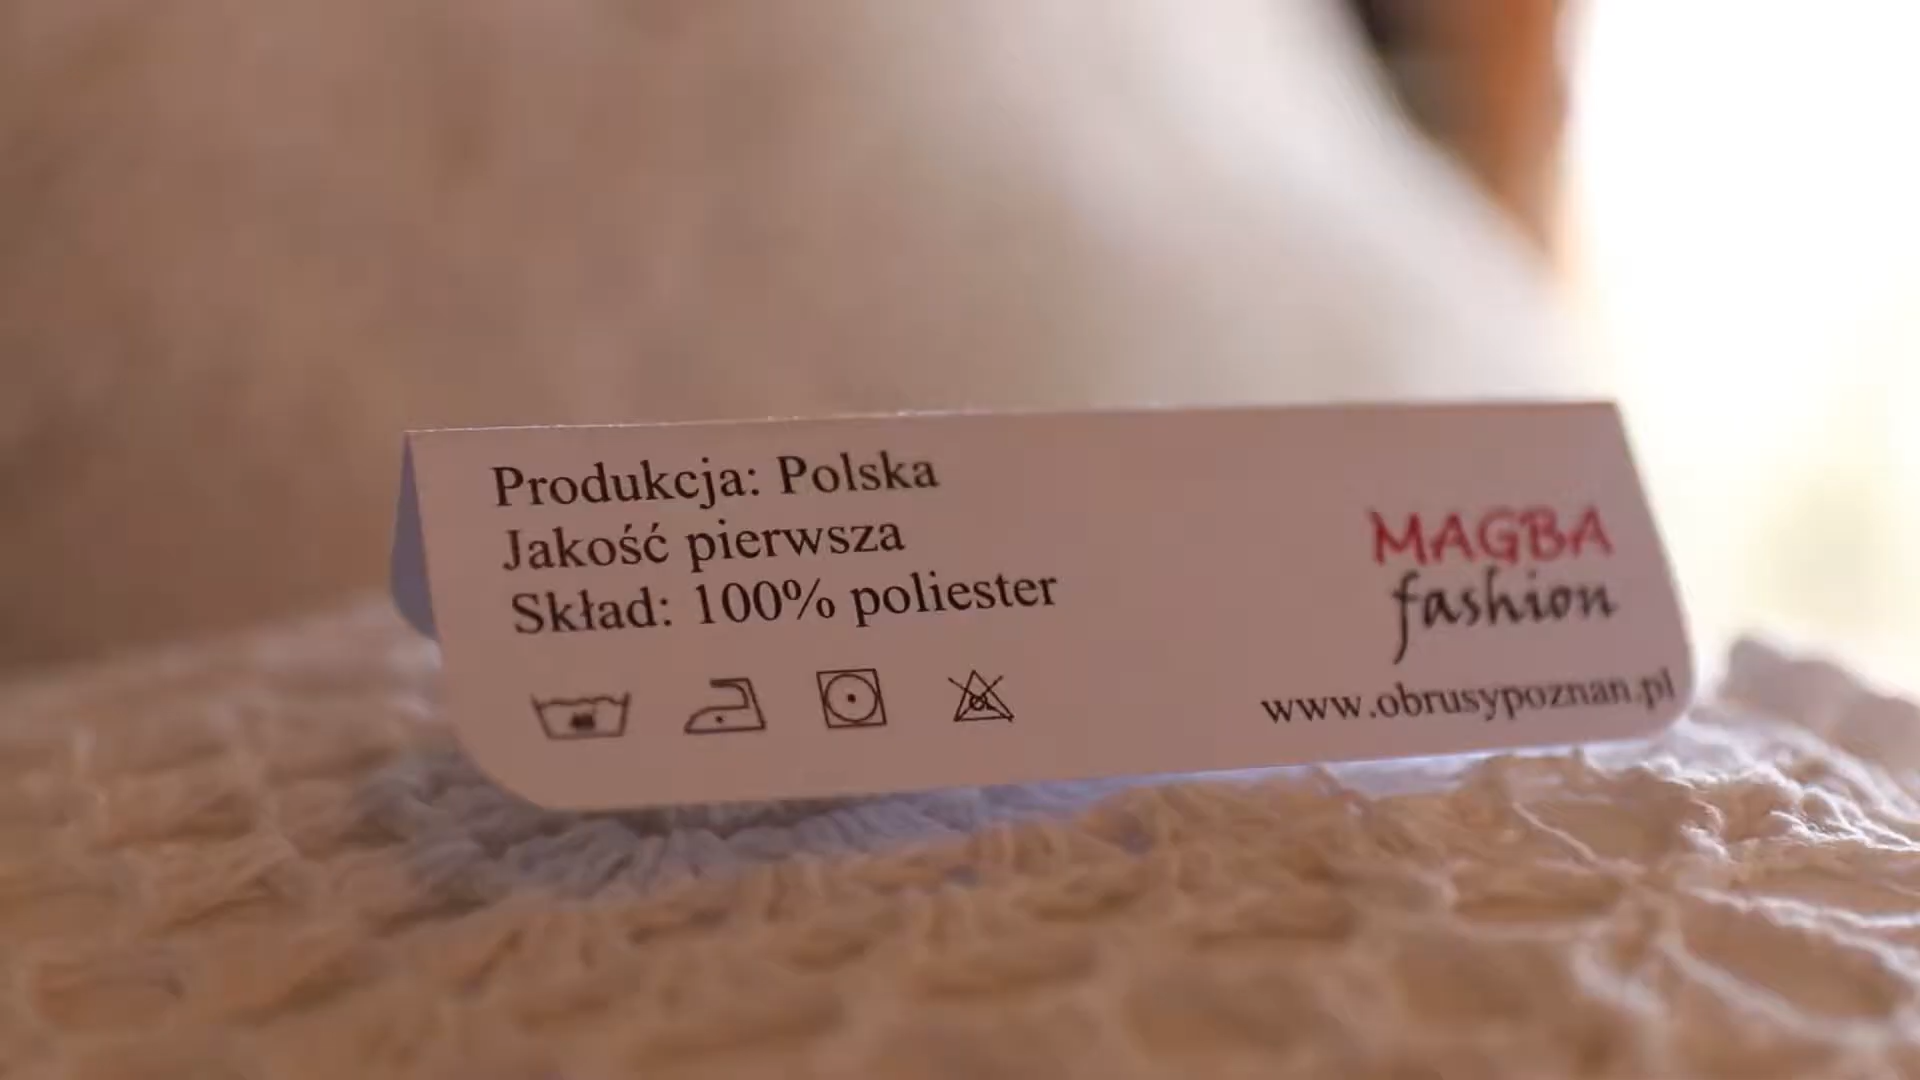 Produkcja: Polska
Jakość pierwsza
Skład: 100% poliester
MAGBA
fashion
www.obrusypoznan.pl